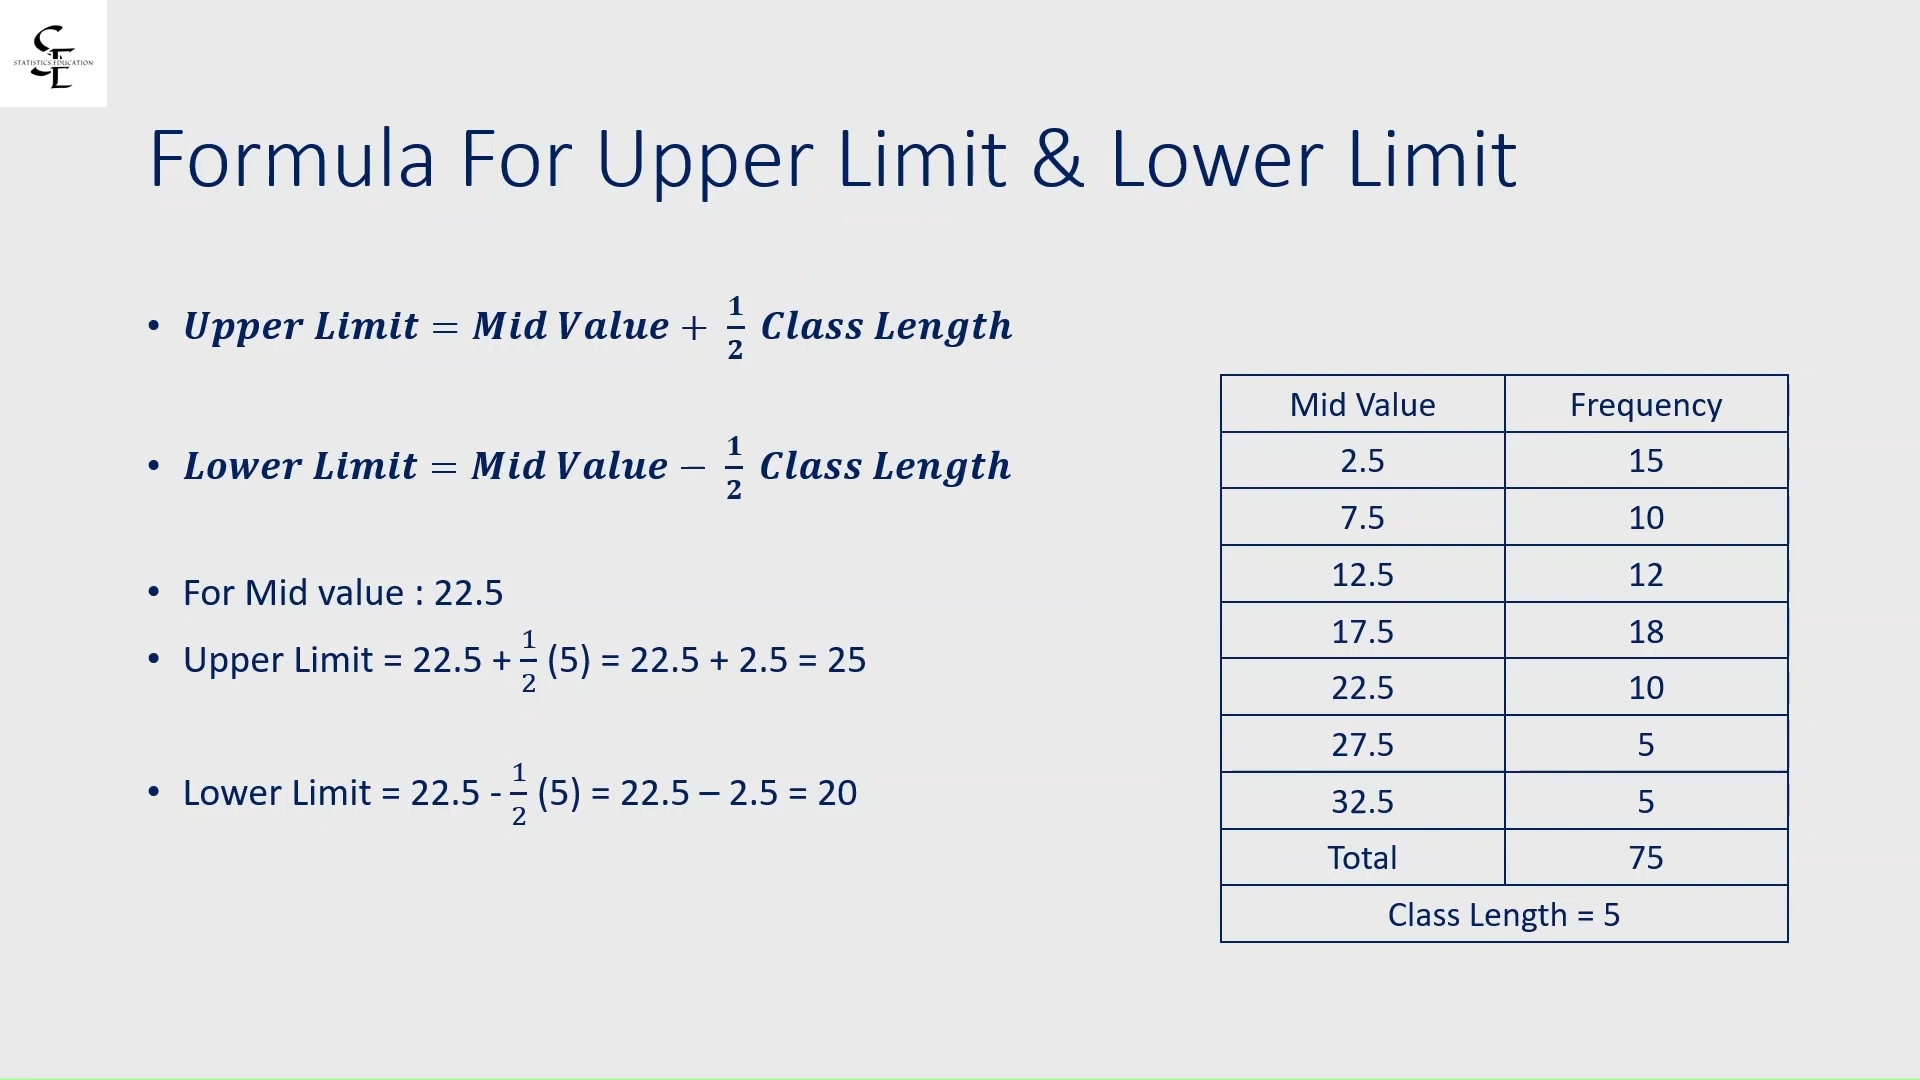 STATISTICS EDUCATION
Formula For Upper Limit & Lower Limit
• Upper Limit = Mid Value + 1/2 Class Length
• Lower Limit = Mid Value − 1/2 Class Length
• For Mid value : 22.5
• Upper Limit = 22.5 + 1/2 (5) = 22.5 + 2.5 = 25
• Lower Limit = 22.5 - 1/2 (5) = 22.5 – 2.5 = 20
Mid Value Frequency
2.5 15
7.5 10
12.5 12
17.5 18
22.5 10
27.5 5
32.5 5
Total 75
Class Length = 5